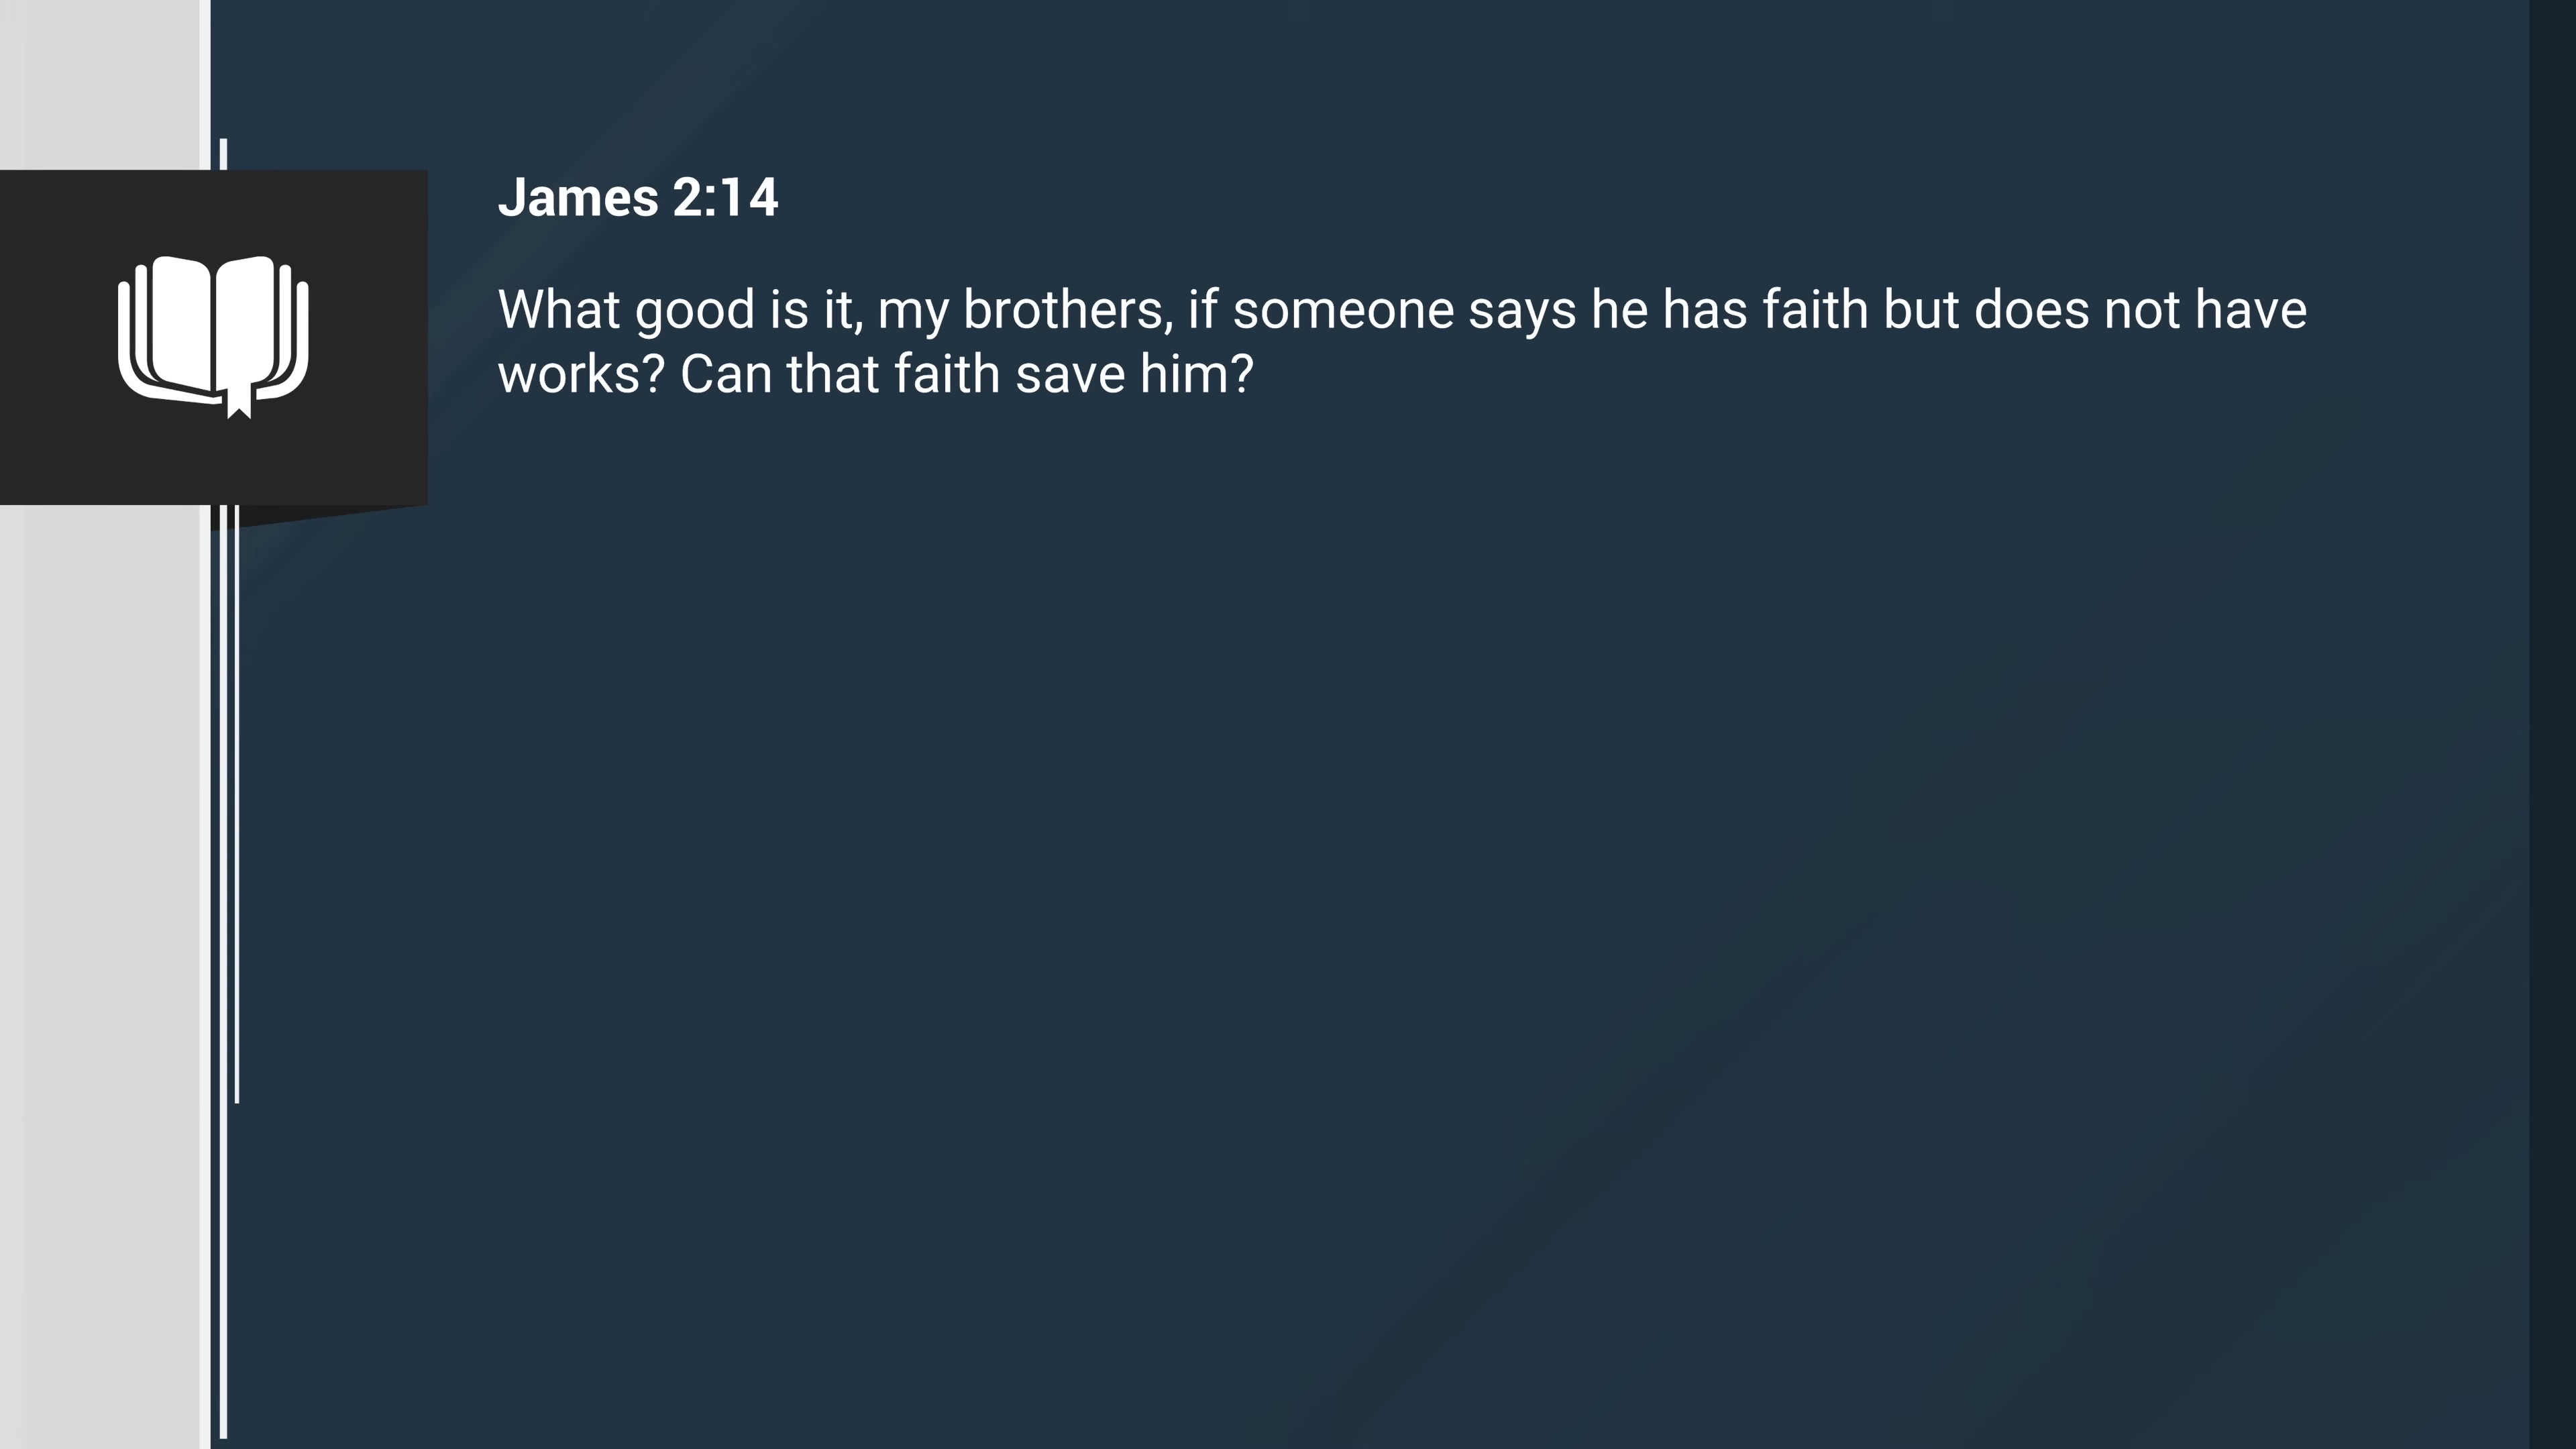 James 2:14
What good is it, my brothers, if someone says he has faith but does not have
works? Can that faith save him?